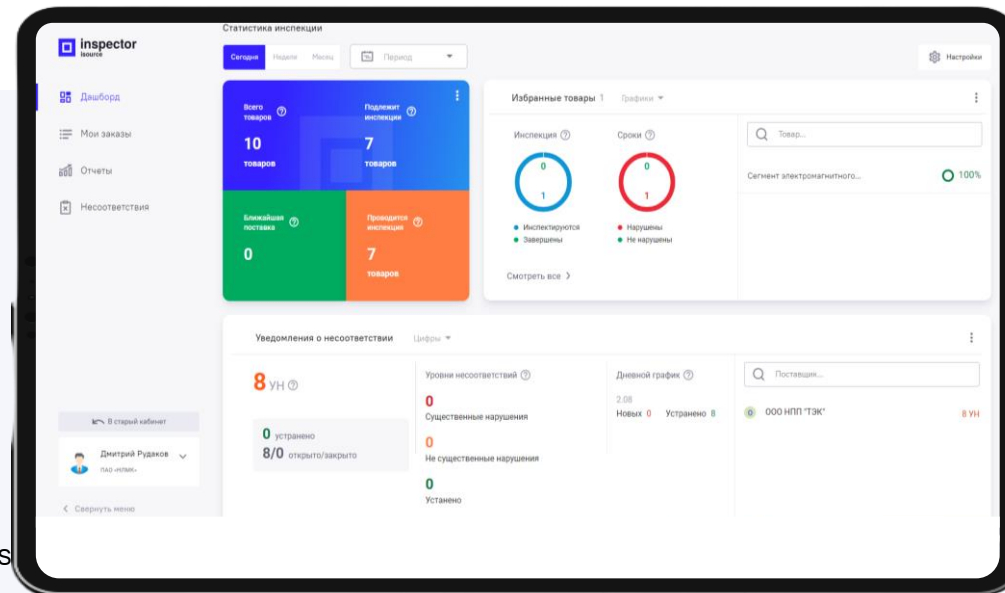 Статистика инспекции
inspector
isource
Сегодня Неделя Месяц Период
Настройки
Дашборд
Мои заказы
Отчеты
Несоответствия
В старый кабинет
Дмитрий Рудаков
ПАО «НЛМК»
Свернуть меню
Всего товаров
10
товаров
Подлежит инспекции
7
товаров
Ближайшая поставка
0
Проводится инспекция
7
товаров
Избранные товары 1 Графики
Инспекция
0
1
Инспектируются
Завершены
Сроки
0
1
Нарушены
Не нарушены
Смотреть все
Товар...
Сегмент электромагнитного... 100%
Уведомления о несоответствии Цифры
8 УН
0 устранено
8/0 открыто/закрыто
Уровни несоответствий
0
Существенные нарушения
0
Не существенные нарушения
0
Устанено
Дневной график
2.08
Новых 0 Устранено 8
Поставщик...
ООО НПП "ТЭК" 8 УН
s